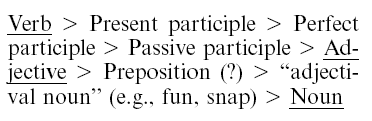 Verb > Present participle > Perfect
participle > Passive participle > Ad-
jective > Preposition (?) > “adjecti-
val noun” (e.g., fun, snap) > Noun